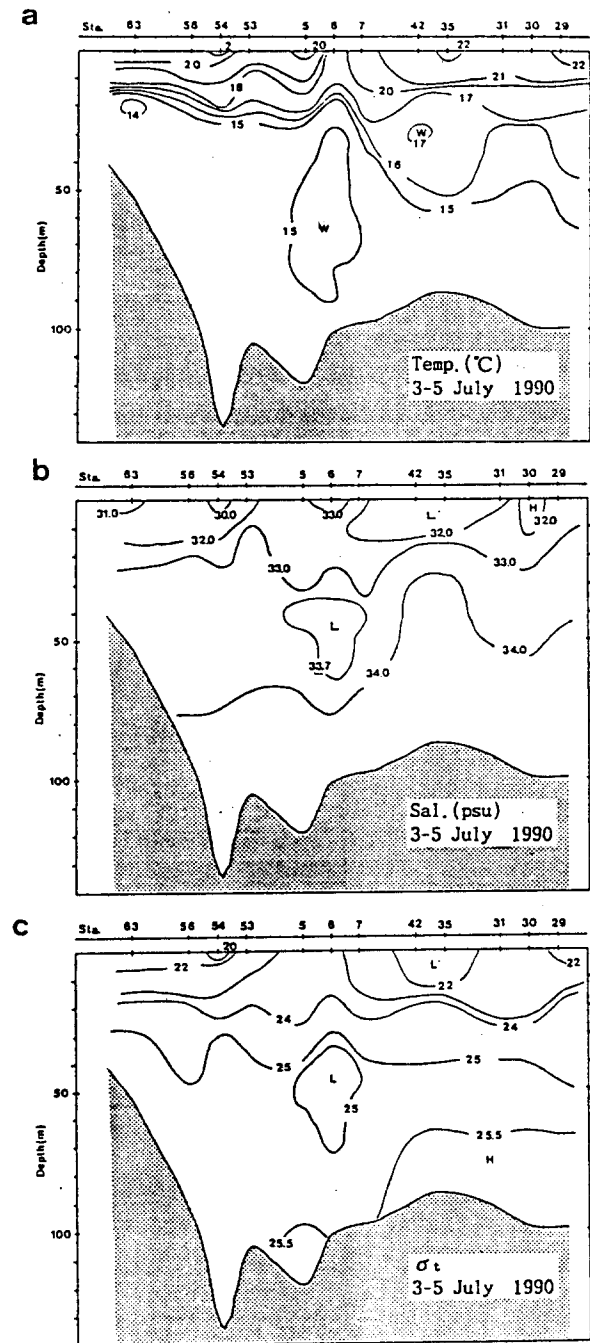 a
Sta. 63 56 54 53 5 6 7 42 35 31 30 29
20 2 20 22 22
18 20 21
14 15 17
W
17
16
50
15 W 15
Depth(m)
100
Temp.(℃)
3-5 July 1990
b
Sta. 63 56 54 53 5 6 7 42 35 31 30 29
31.0 30.0 33.0 L H
32.0 32.0 32.0
33.0 33.0
50
L
33.7 34.0 34.0
Depth(m)
100
Sal.(psu)
3-5 July 1990
c
Sta. 63 56 54 53 5 6 7 42 35 31 30 29
20
22 L 22
22
24 24
25 25
L
50
25
25.5
Depth(m)
H
100
25.5
σt
3-5 July 1990